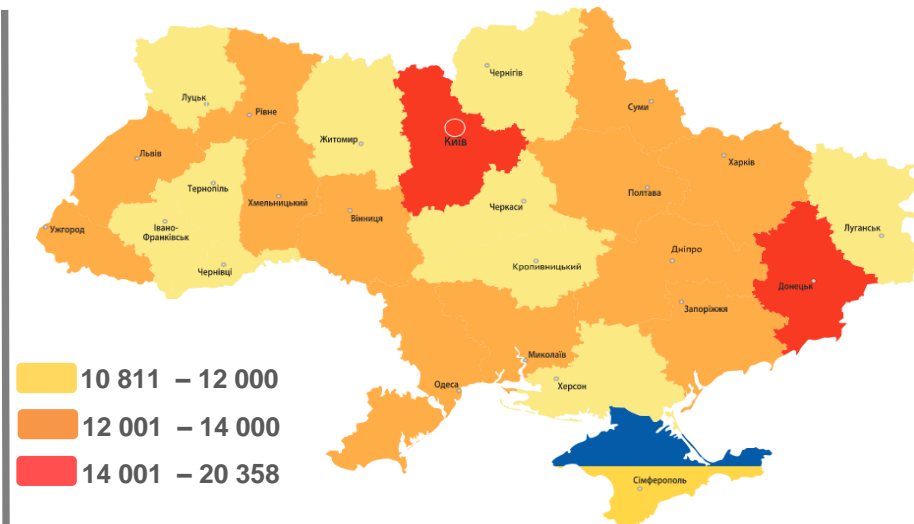 Чернігів
Луцьк
Суми
Рівне
Житомир
Київ
Львів
Харків
Тернопіль
Полтава
Хмельницький
Черкаси
Вінниця
Ужгород
Івано-
Франківськ
Луганськ
Дніпро
Чернівці
Кропивницький
Донецьк
Запоріжжя
Миколаїв
10 811 – 12 000
Одеса
Херсон
12 001 – 14 000
14 001 – 20 358
Сімферополь